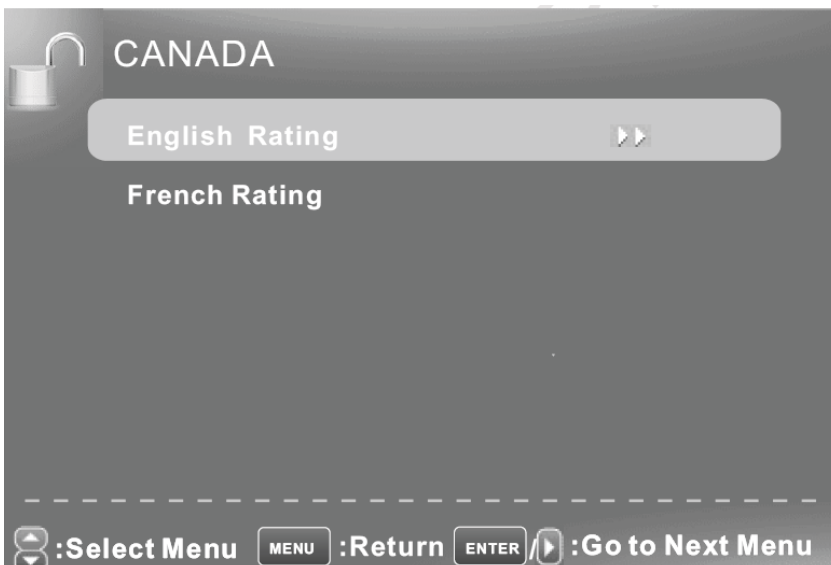 CANADA
English Rating
French Rating
:Select Menu MENU :Return ENTER / :Go to Next Menu